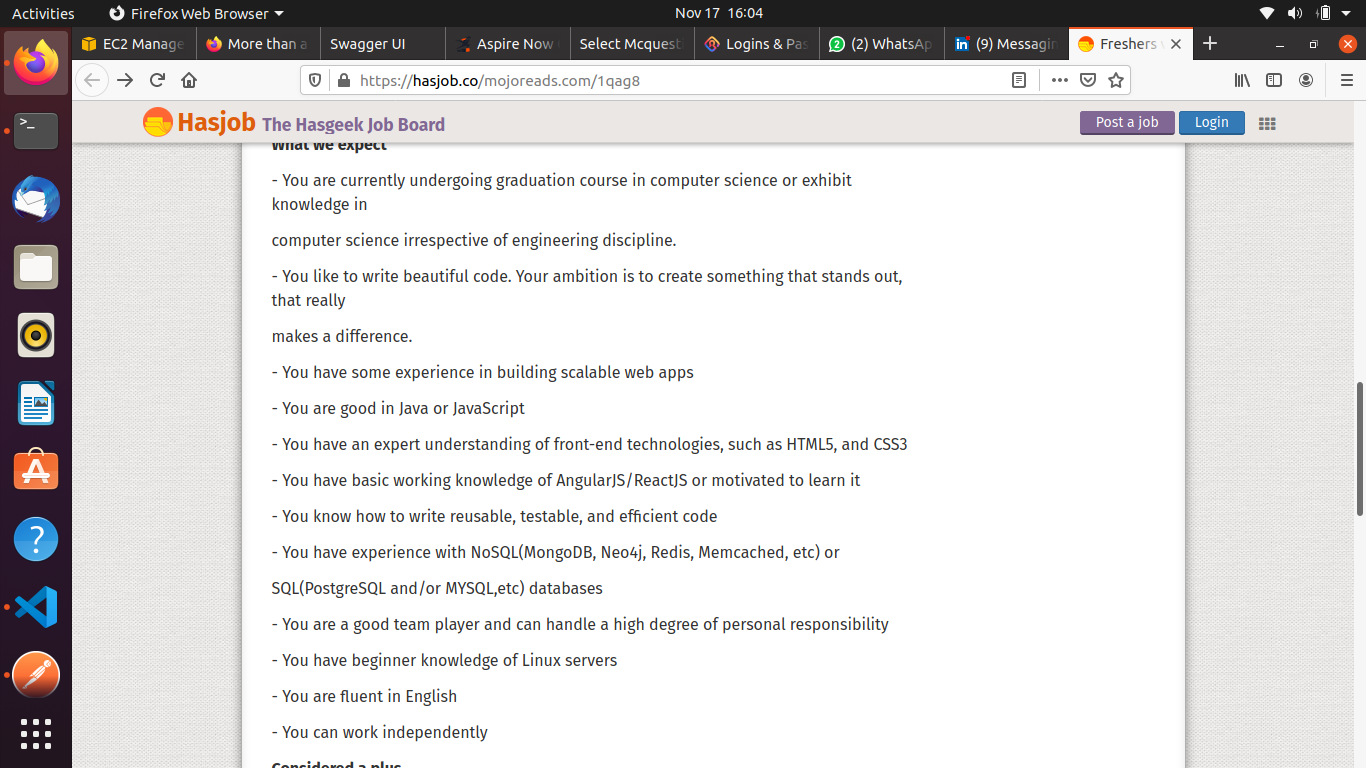 Activities
Firefox Web Browser
Nov 17 16:04
EC2 Manage
More than a
Swagger UI
Aspire Now
Select Mcquest
Logins & Pas
(2) WhatsAp
(9) Messagin
Freshers
https://hasjob.co/mojoreads.com/1qag8
Hasjob The Hasgeek Job Board
Post a job
Login
What we expect
- You are currently undergoing graduation course in computer science or exhibit
knowledge in
computer science irrespective of engineering discipline.
- You like to write beautiful code. Your ambition is to create something that stands out,
that really
makes a difference.
- You have some experience in building scalable web apps
- You are good in Java or JavaScript
- You have an expert understanding of front-end technologies, such as HTML5, and CSS3
- You have basic working knowledge of AngularJS/ReactJS or motivated to learn it
- You know how to write reusable, testable, and efficient code
- You have experience with NoSQL(MongoDB, Neo4j, Redis, Memcached, etc) or
SQL(PostgreSQL and/or MYSQL,etc) databases
- You are a good team player and can handle a high degree of personal responsibility
- You have beginner knowledge of Linux servers
- You are fluent in English
- You can work independently
Considered a plus